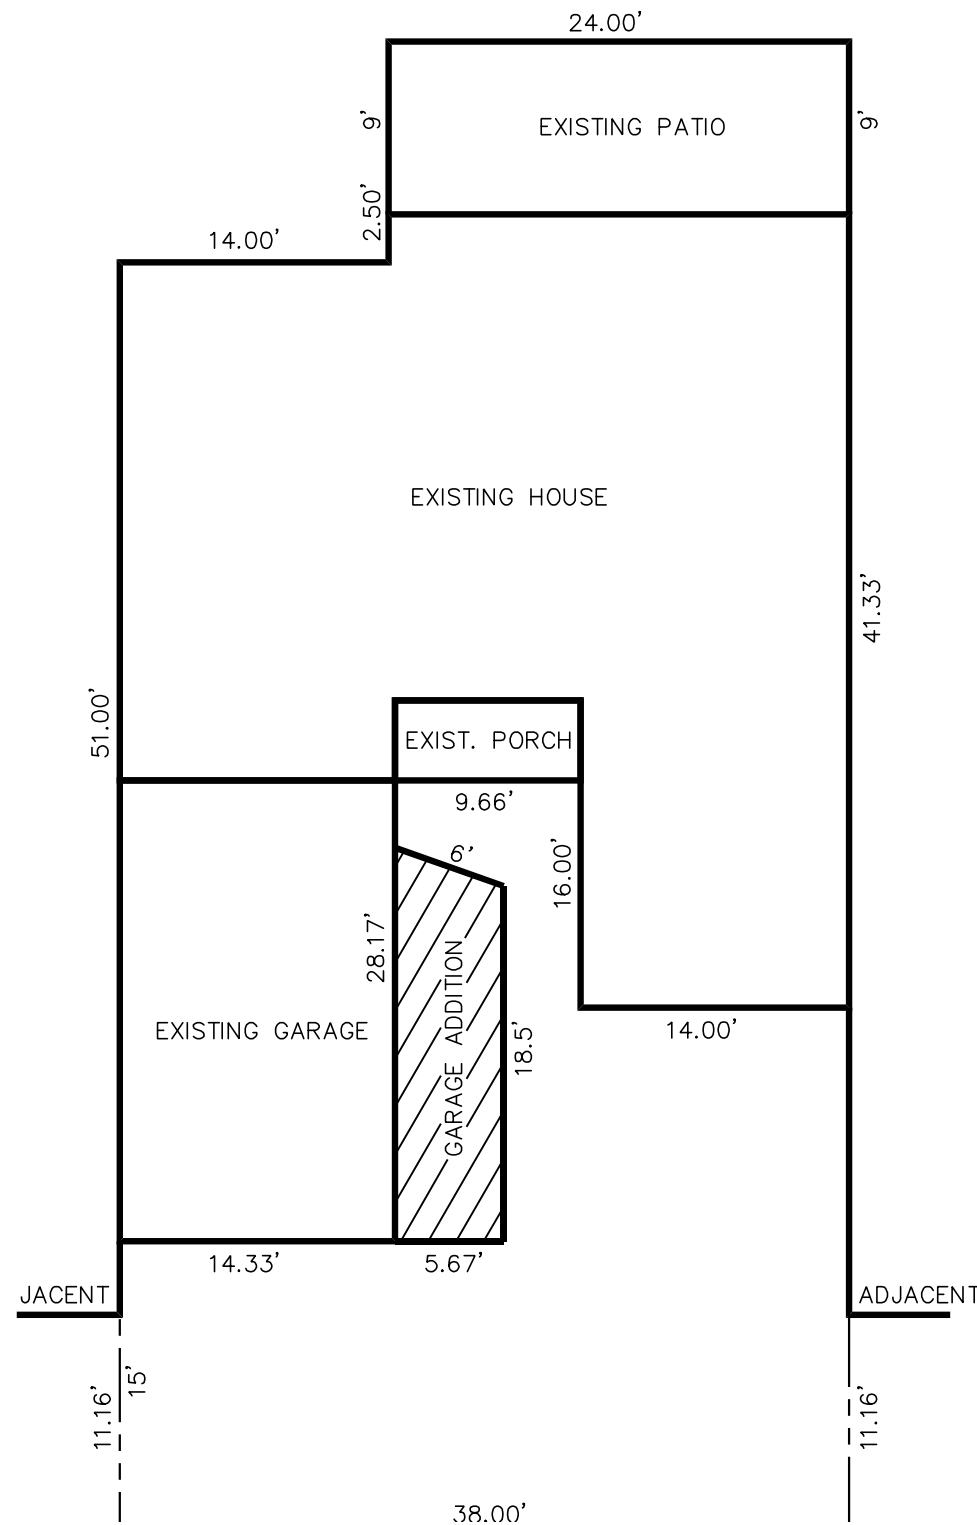 24.00'
9'
EXISTING PATIO
9'
2.50'
14.00'
EXISTING HOUSE
41.33'
51.00'
EXIST. PORCH
9.66'
6'
16.00'
28.17'
GARAGE ADDITION
EXISTING GARAGE
18.5'
14.00'
14.33'
5.67'
JACENT
ADJACENT
15'
11.16'
11.16'
38.00'